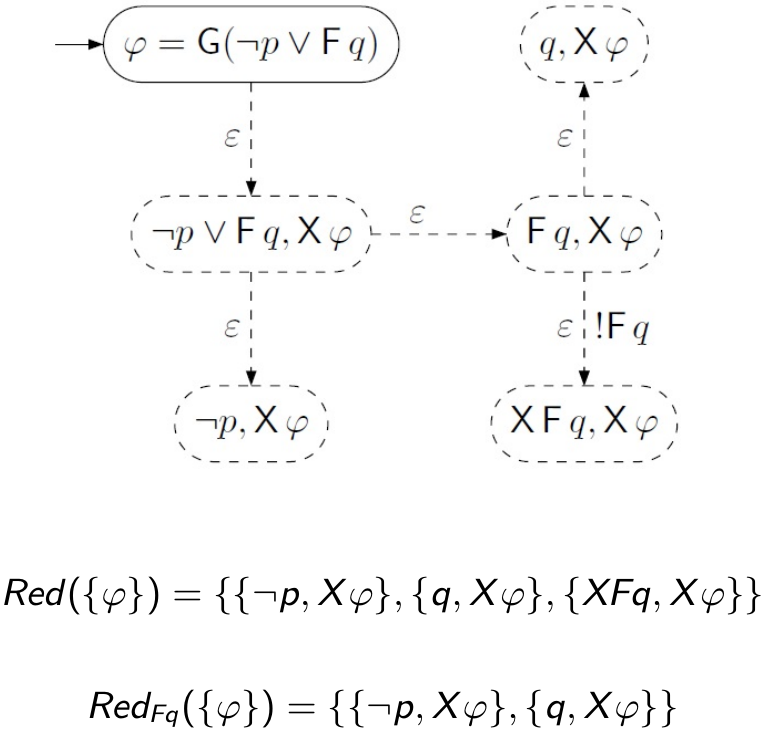 φ = G(¬p ∨ F q)
q, X φ
ε
ε
¬p ∨ F q, X φ
ε
F q, X φ
ε
ε
!F q
¬p, X φ
X F q, X φ
Red({φ}) = {{¬p, Xφ}, {q, Xφ}, {XFq, Xφ}}
Red_Fq({φ}) = {{¬p, Xφ}, {q, Xφ}}